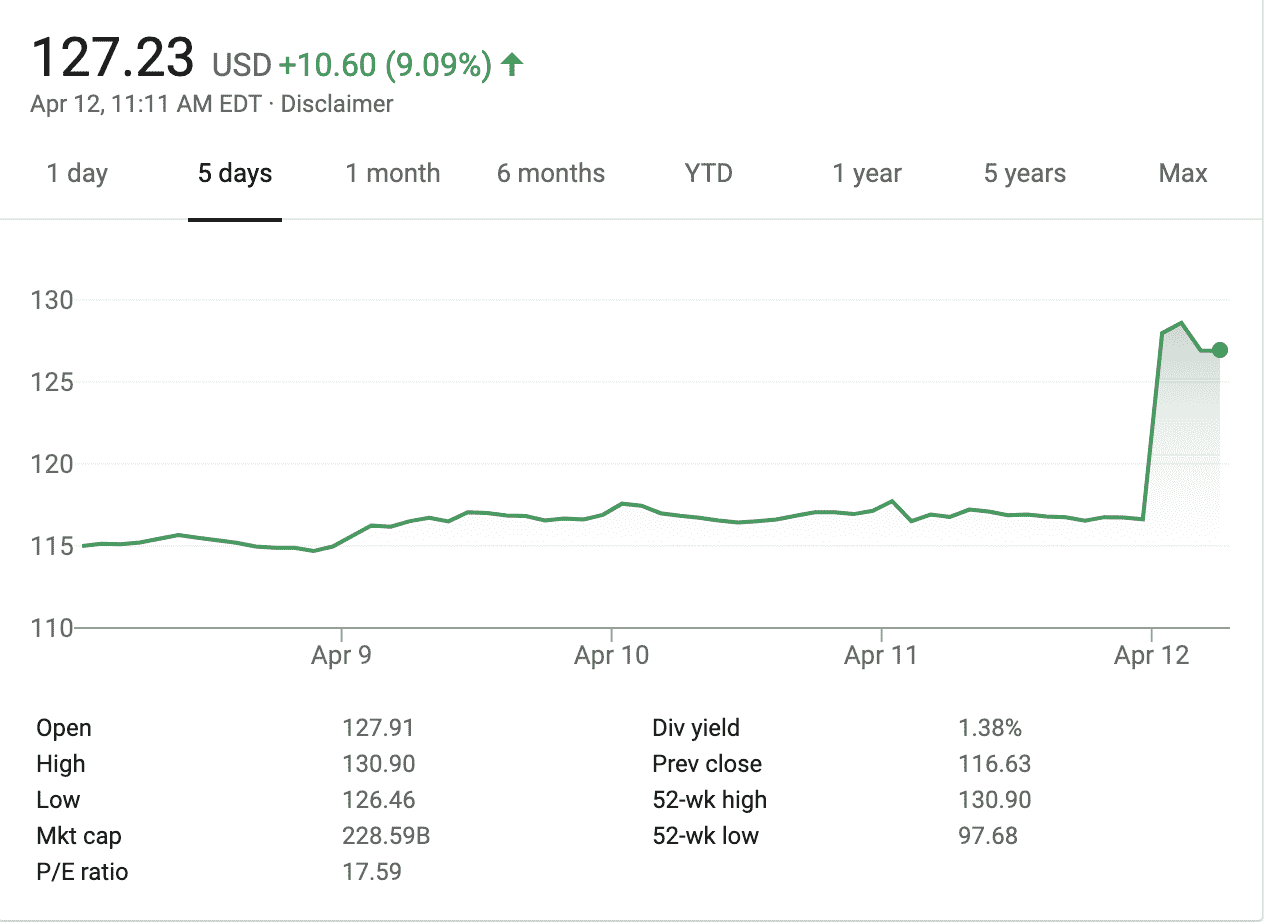 127.23 USD +10.60 (9.09%) ↑
Apr 12, 11:11 AM EDT · Disclaimer
1 day 5 days 1 month 6 months YTD 1 year 5 years Max
130
125
120
115
110
Apr 9 Apr 10 Apr 11 Apr 12
Open 127.91 Div yield 1.38%
High 130.90 Prev close 116.63
Low 126.46 52-wk high 130.90
Mkt cap 228.59B 52-wk low 97.68
P/E ratio 17.59